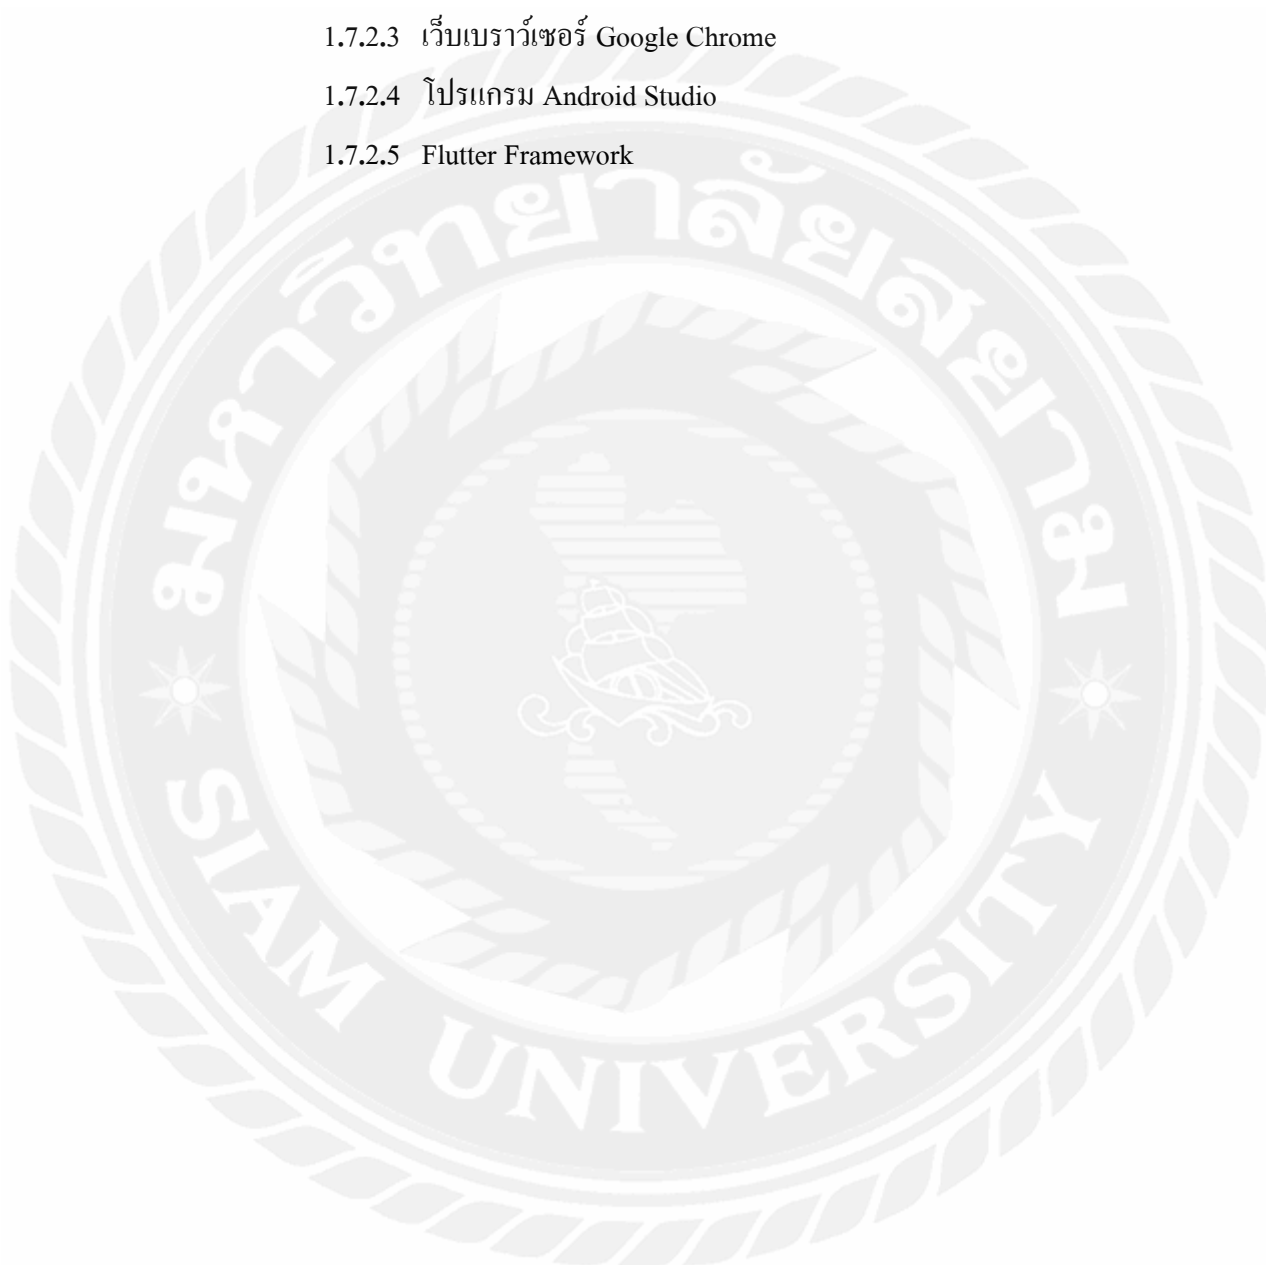 1.7.2.3 เว็บเบราว์เซอร์ Google Chrome
1.7.2.4 โปรแกรม Android Studio
1.7.2.5 Flutter Framework
มหาวิทยาลัยสยาม
SIAM UNIVERSITY